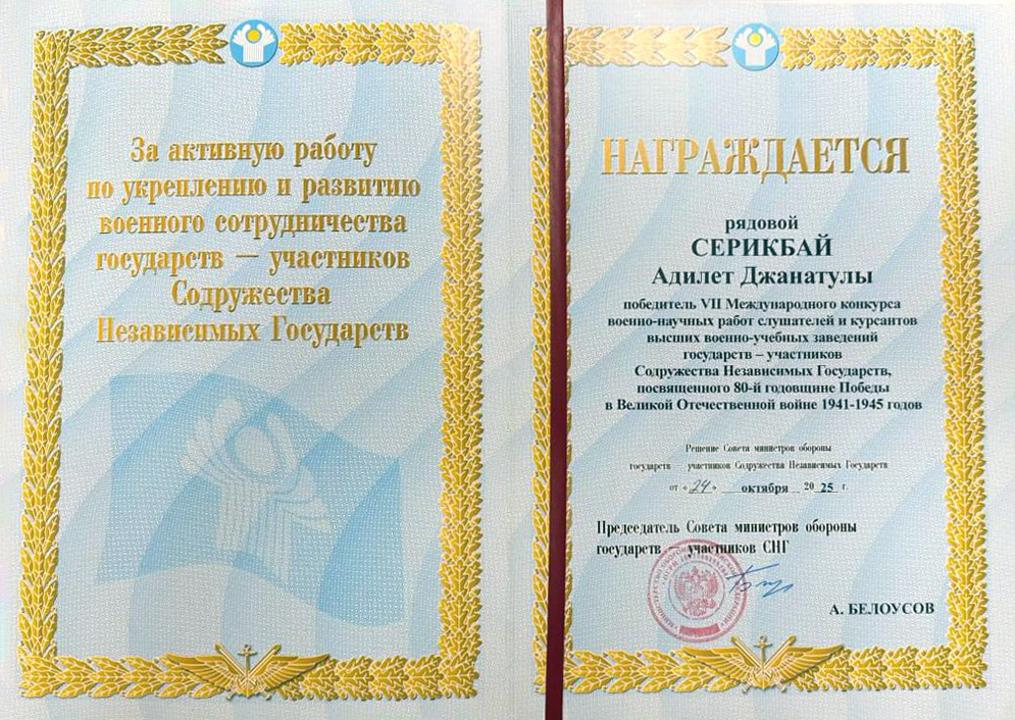 За активную работу
по укреплению и развитию
военного сотрудничества
государств — участников
Содружества
Независимых Государств
НАГРАЖДАЕТСЯ
рядовой
СЕРИКБАЙ
Адилет Джанатулы
победитель VII Международного конкурса
военно-научных работ слушателей и курсантов
высших военно-учебных заведений
государств – участников
Содружества Независимых Государств,
посвященного 80-й годовщине Победы
в Великой Отечественной войне 1941-1945 годов
Решение Совета министров обороны
государств участников Содружества Независимых Государств
от «24» октября 2025 г.
Председатель Совета министров обороны
государств — участников СНГ
А. БЕЛОУСОВ